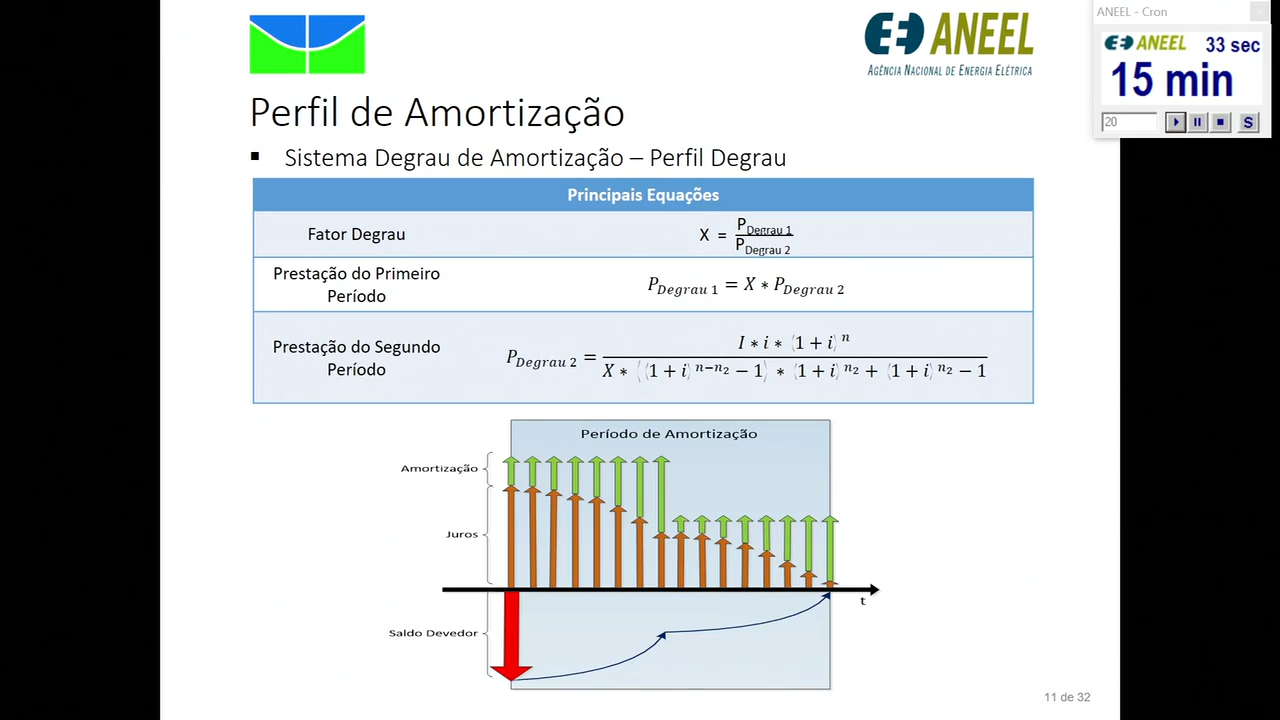 ANEEL
AGÊNCIA NACIONAL DE ENERGIA ELÉTRICA
ANEEL - Cron
ANEEL 33 sec
15 min
20
S
Perfil de Amortização
▪ Sistema Degrau de Amortização – Perfil Degrau
Principais Equações
Fator Degrau
X = P_Degrau 1 / P_Degrau 2
Prestação do Primeiro
Período
P_Degrau 1 = X ∗ P_Degrau 2
Prestação do Segundo
Período
P_Degrau 2 = I ∗ i ∗ (1 + i)^n / X ∗ ((1 + i)^n−n₂ − 1) ∗ (1 + i)^n₂ + (1 + i)^n₂ − 1
Período de Amortização
Amortização
Juros
t
Saldo Devedor
11 de 32